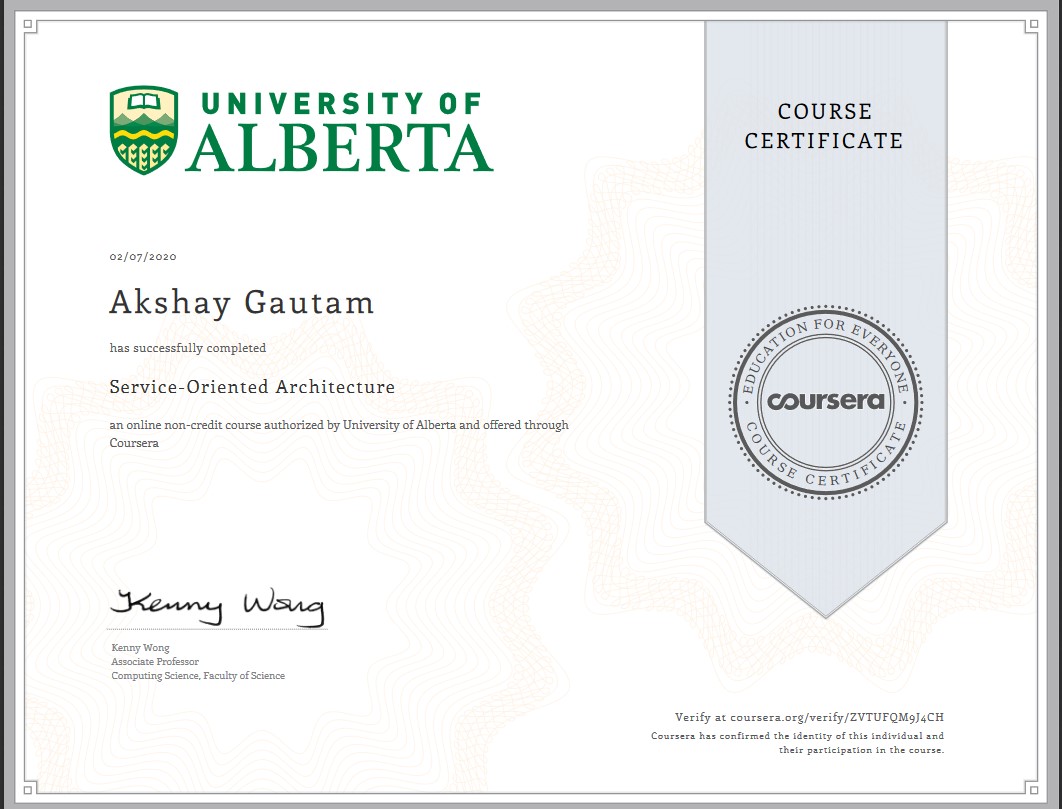 UNIVERSITY OF
ALBERTA
COURSE
CERTIFICATE
02/07/2020
Akshay Gautam
has successfully completed
Service-Oriented Architecture
an online non-credit course authorized by University of Alberta and offered through
Coursera
EDUCATION FOR EVERYONE
coursera
COURSE CERTIFICATE
Kenny Wong
Kenny Wong
Associate Professor
Computing Science, Faculty of Science
Verify at coursera.org/verify/ZVTUFQM9J4CH
Coursera has confirmed the identity of this individual and
their participation in the course.